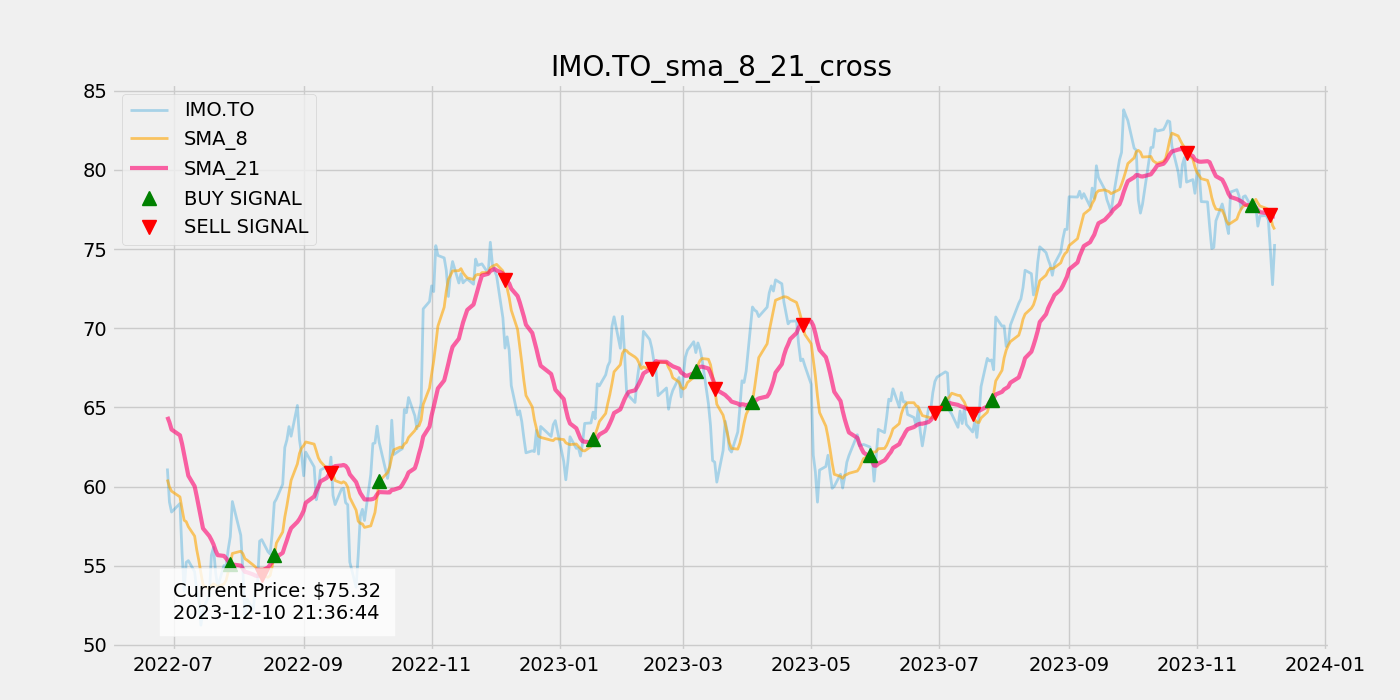 IMO.TO_sma_8_21_cross
85
80
75
70
65
60
55
50
IMO.TO
SMA_8
SMA_21
BUY SIGNAL
SELL SIGNAL
Current Price: $75.32
2023-12-10 21:36:44
2022-07 2022-09 2022-11 2023-01 2023-03 2023-05 2023-07 2023-09 2023-11 2024-01